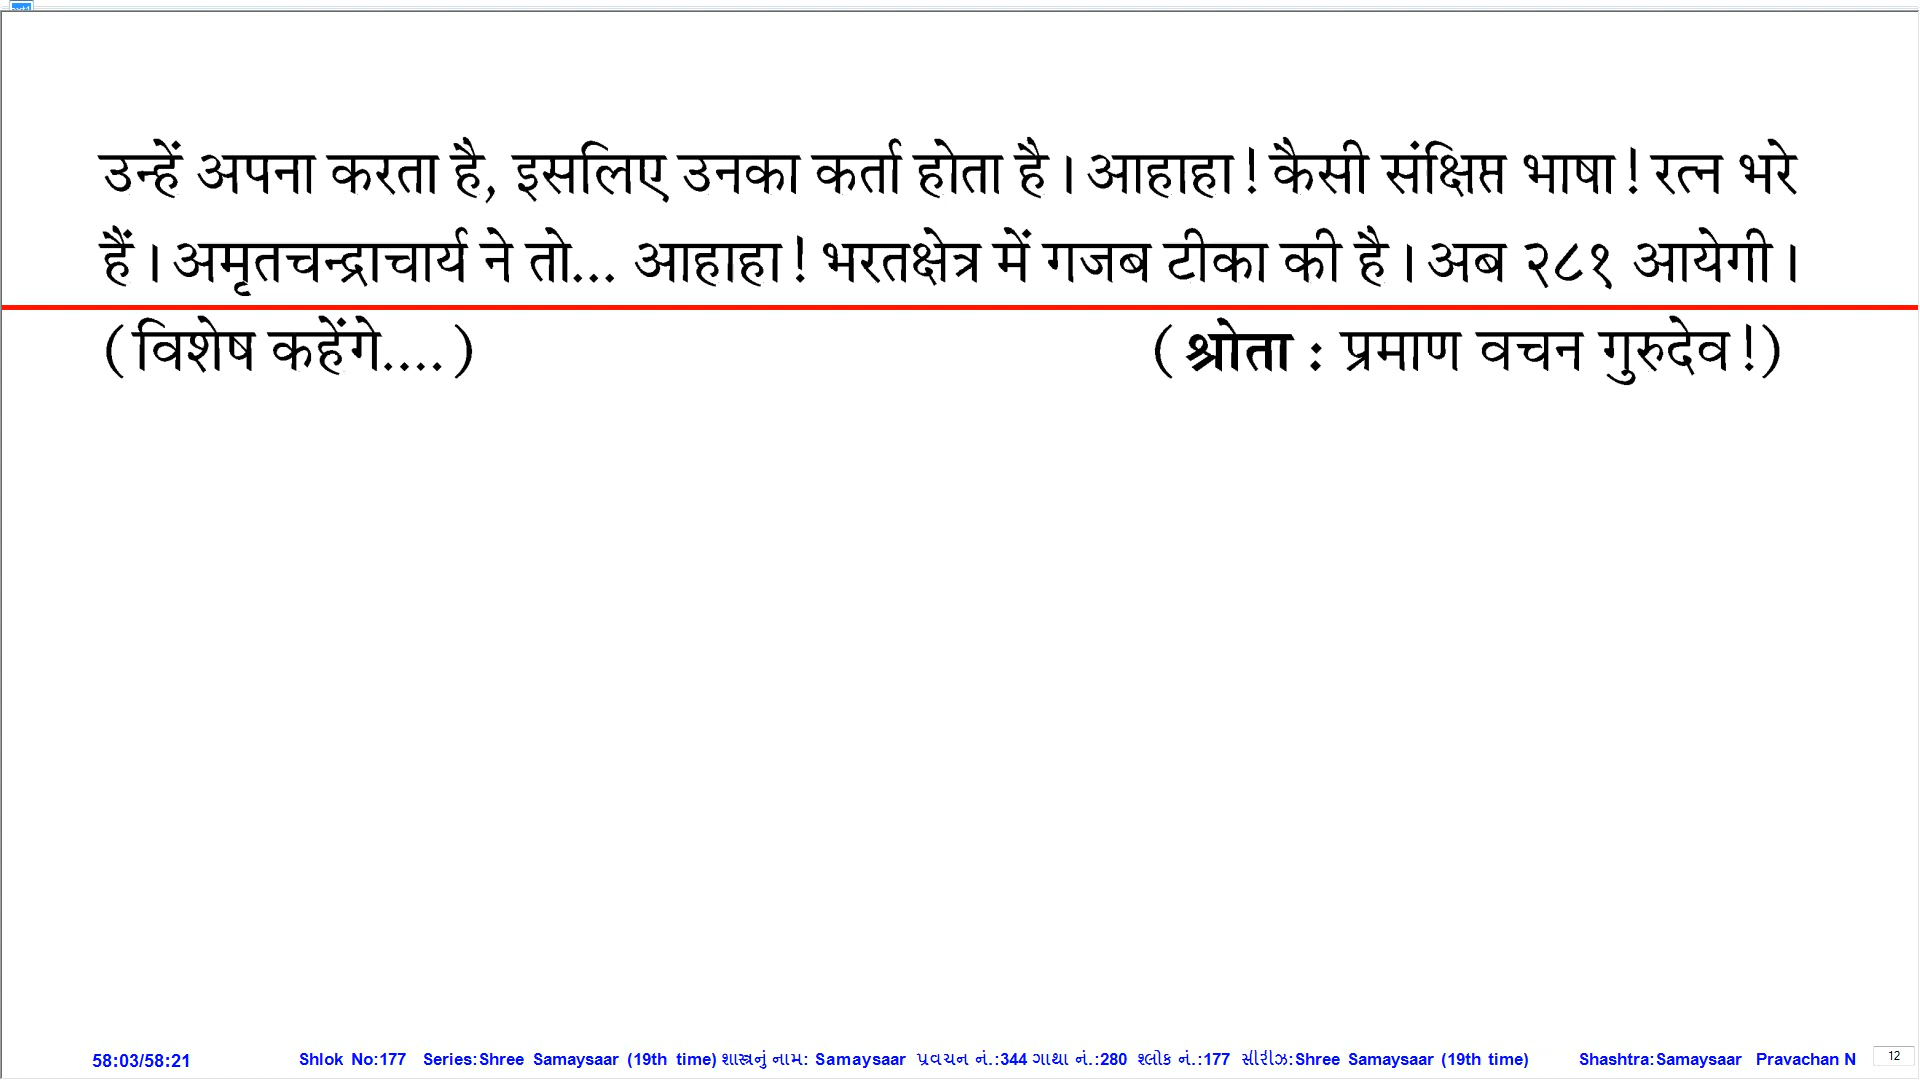 उन्हें अपना करता है, इसलिए उनका कर्ता होता है। आहाहा! कैसी संक्षिप्त भाषा! रत्न भरे
हैं। अमृतचन्द्राचार्य ने तो... आहाहा! भरतक्षेत्र में गजब टीका की है। अब २८१ आयेगी।
(विशेष कहेंगे....) (श्रोता : प्रमाण वचन गुरुदेव!)
58:03/58:21 Shlok No:177 Series:Shree Samaysaar (19th time) શાસ્ત્રનું નામ: Samaysaar પ્રવચન નં.:344 ગાથા નં.:280 શ્લોક નં.:177 સીરીઝ:Shree Samaysaar (19th time) Shashtra:Samaysaar Pravachan N 12